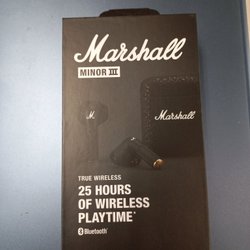 Marshall
MINOR III
Marshall
TRUE WIRELESS
25 HOURS
OF WIRELESS
PLAYTIME*
Bluetooth®